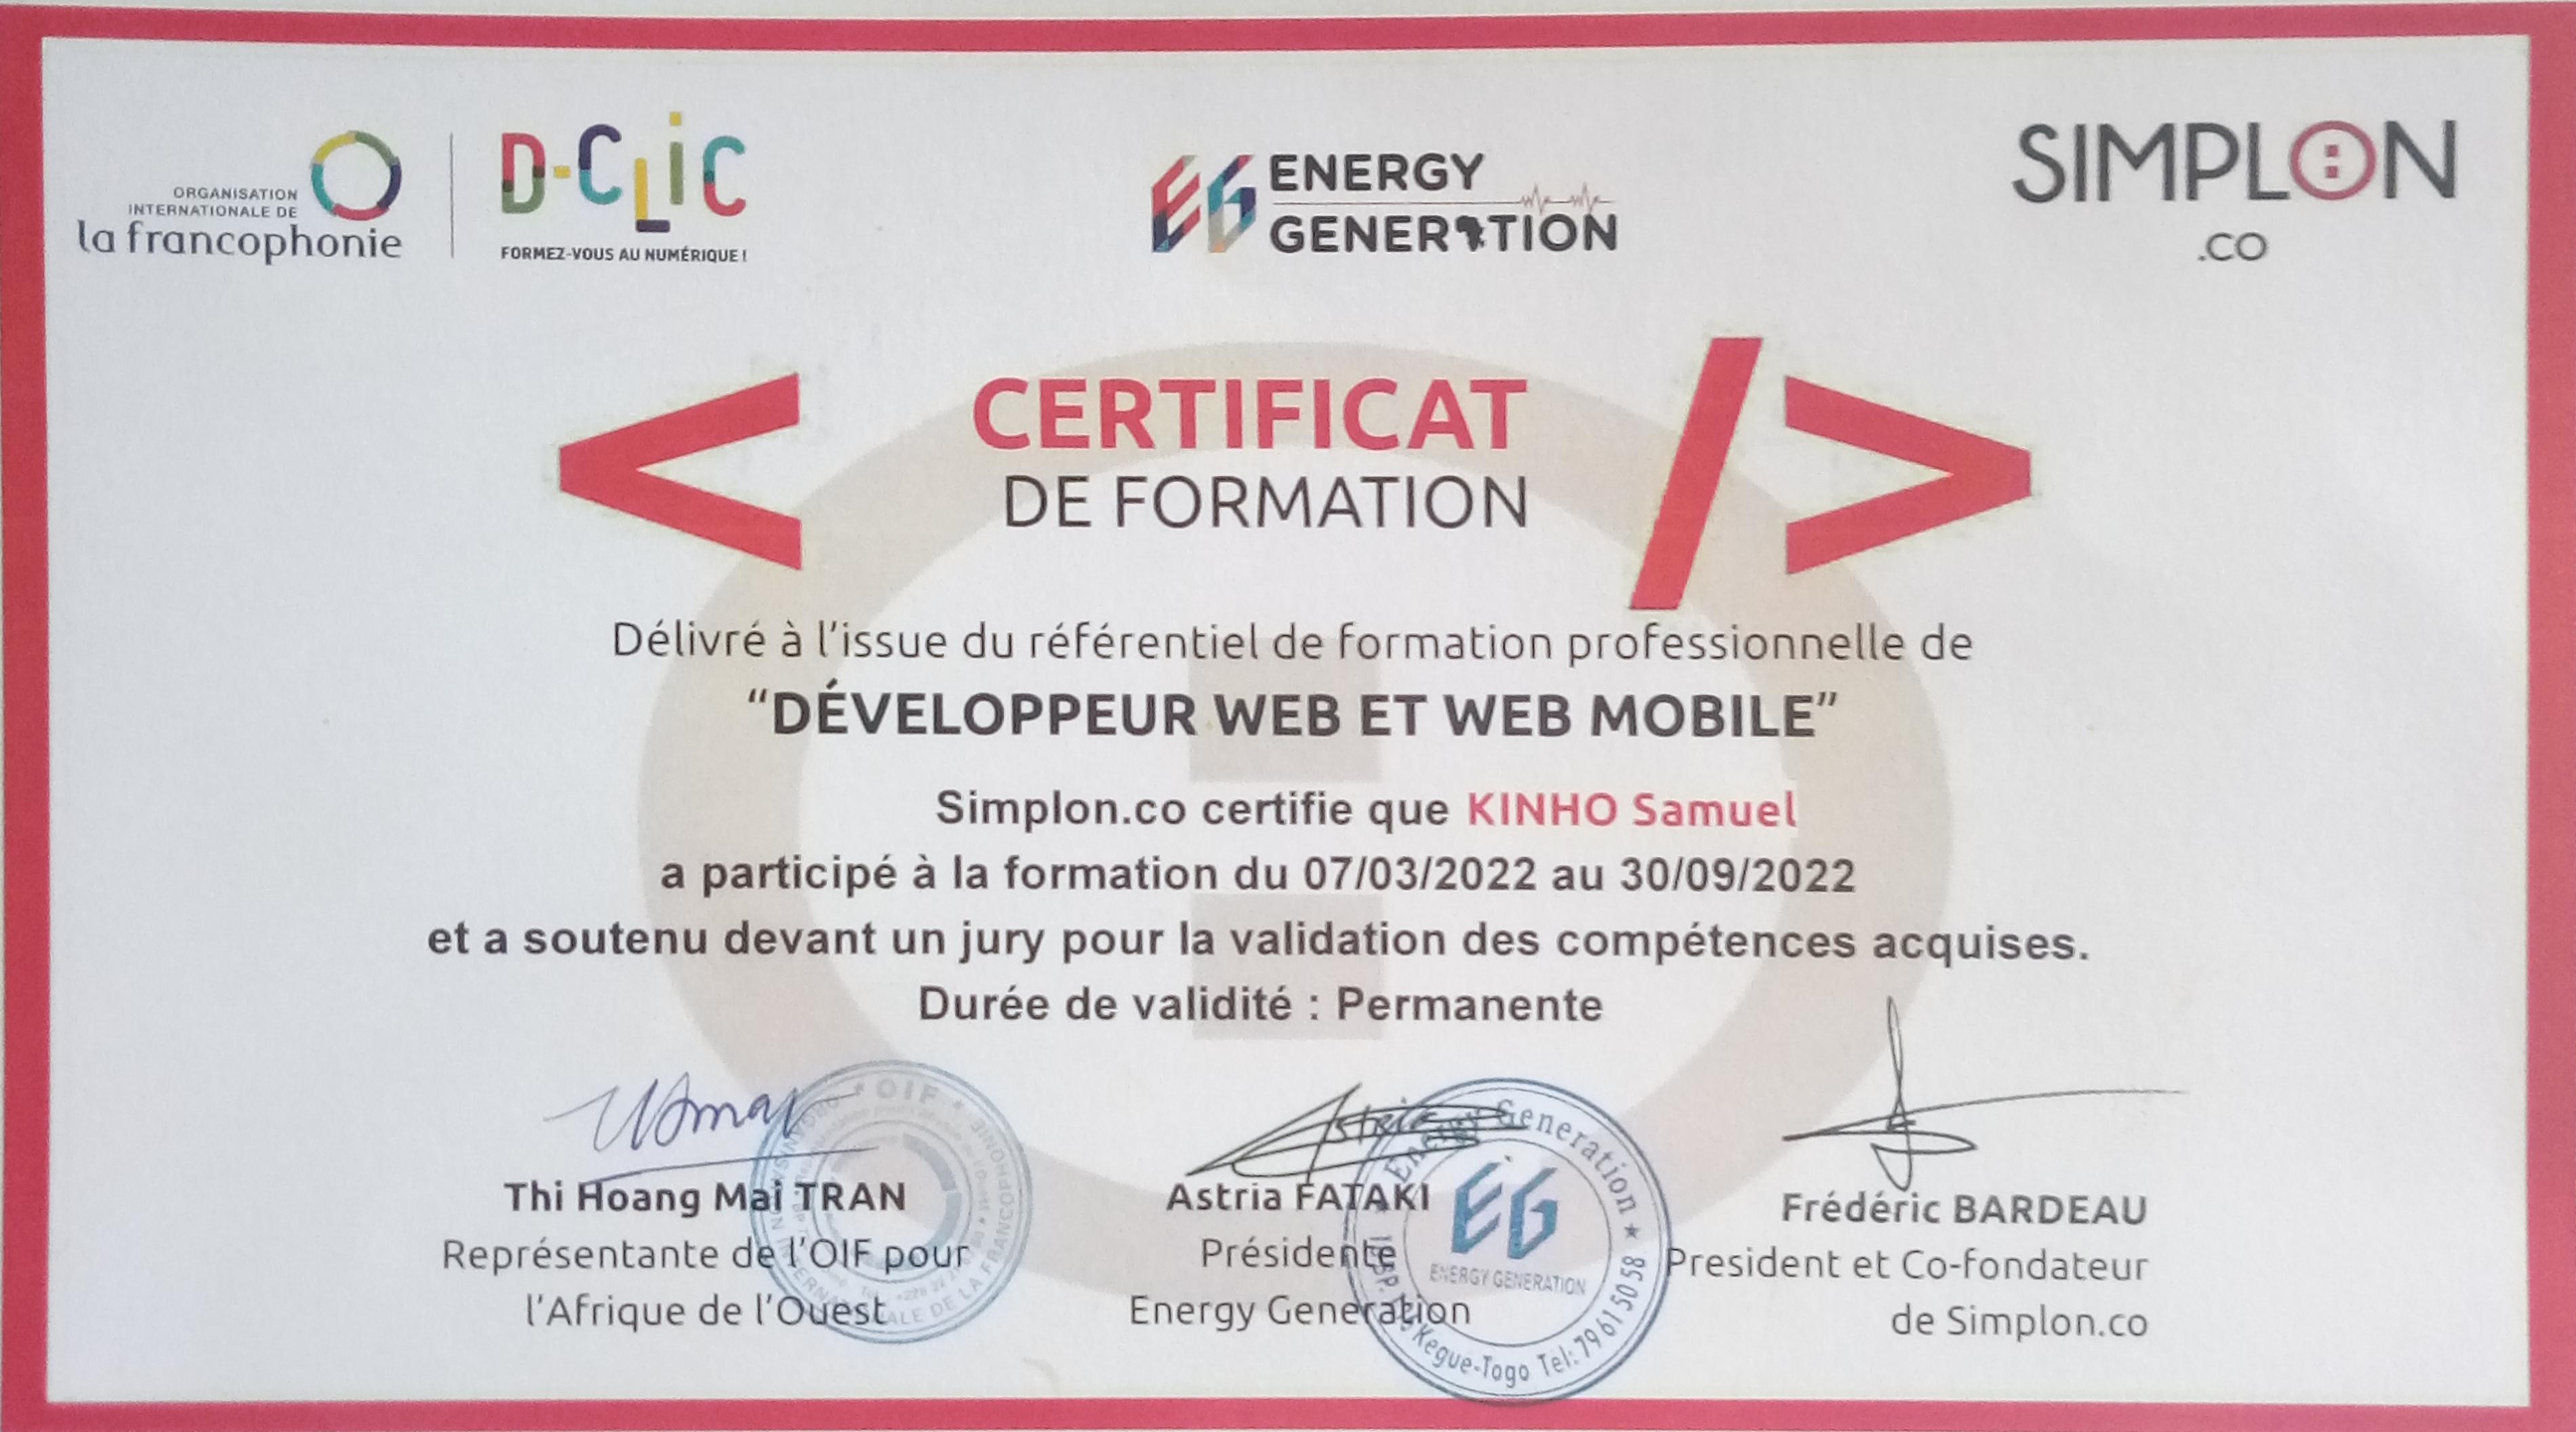 ORGANISATION
INTERNATIONALE DE
la francophonie
D-CLiC
FORMEZ-VOUS AU NUMÉRIQUE !
EG ENERGY
GENERATION
SIMPLON
.CO
< CERTIFICAT />
DE FORMATION
Délivré à l'issue du référentiel de formation professionnelle de
“DÉVELOPPEUR WEB ET WEB MOBILE”
Simplon.co certifie que KINHO Samuel
a participé à la formation du 07/03/2022 au 30/09/2022
et a soutenu devant un jury pour la validation des compétences acquises.
Durée de validité : Permanente
Thi Hoang Mai TRAN
Représentante de l'OIF pour
l'Afrique de l'Ouest
* OIF *
ORGANISATION INTERNATIONALE DE LA FRANCOPHONIE
Astria FATAKI
Présidente
Energy Generation
Energy Generation ★
EG
ENERGY GENERATION
Kegue-Togo Tel: 79 61 50 58
Frédéric BARDEAU
President et Co-fondateur
de Simplon.co